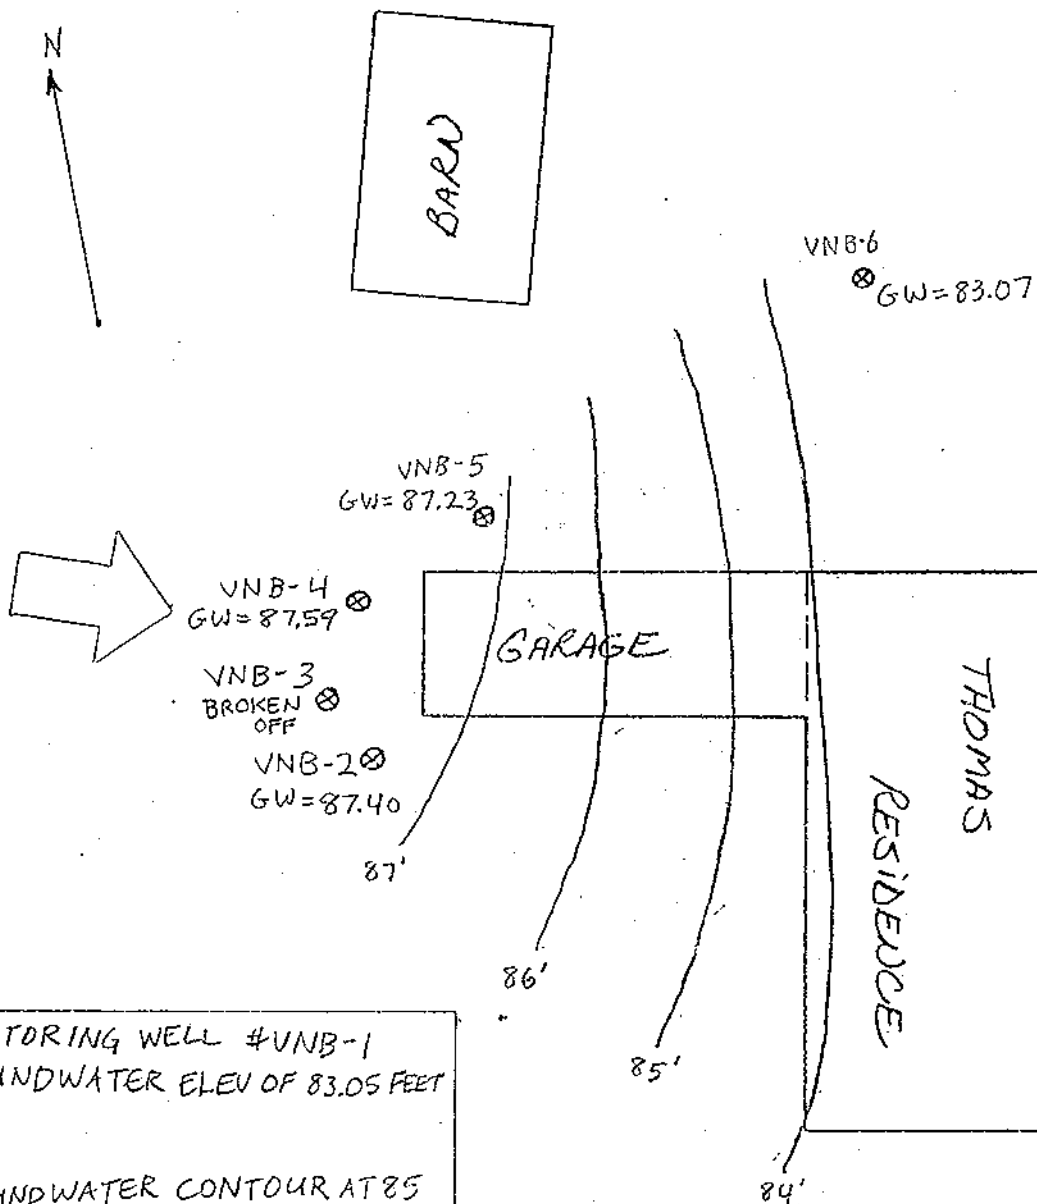 N
BARN
VNB-6
GW=83.07
VNB-5
GW=87.23
VNB-4
GW=87.59
GARAGE
VNB-3
BROKEN
OFF
VNB-2
GW=87.40
THOMAS
RESIDENCE
87'
86'
85'
84'
TORING WELL #VNB-1
NDWATER ELEV OF 83.05 FEET
NDWATER CONTOUR AT 85